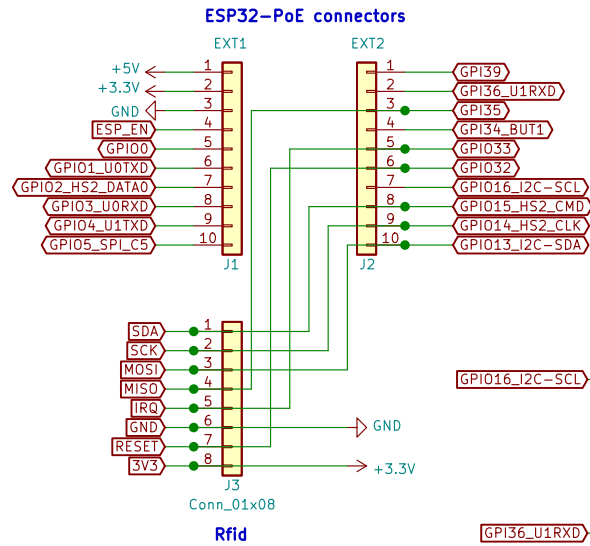 ESP32-PoE connectors
EXT1
EXT2
+5V 1
+3.3V 2
GND 3
ESP_EN 4
GPIO0 5
GPIO1_U0TXD 6
GPIO2_HS2_DATA0 7
GPIO3_U0RXD 8
GPIO4_U1TXD 9
GPIO5_SPI_C5 10
J1
1 GPI39
2 GPI36_U1RXD
3 GPI35
4 GPI34_BUT1
5 GPIO33
6 GPIO32
7 GPIO16_I2C-SCL
8 GPIO15_HS2_CMD
9 GPIO14_HS2_CLK
10 GPIO13_I2C-SDA
J2
SDA 1
SCK 2
MOSI 3
MISO 4
IRQ 5
GND 6 GND
RESET 7
3V3 8 +3.3V
J3
Conn_01x08
Rfid
GPIO16_I2C-SCL
GPI36_U1RXD